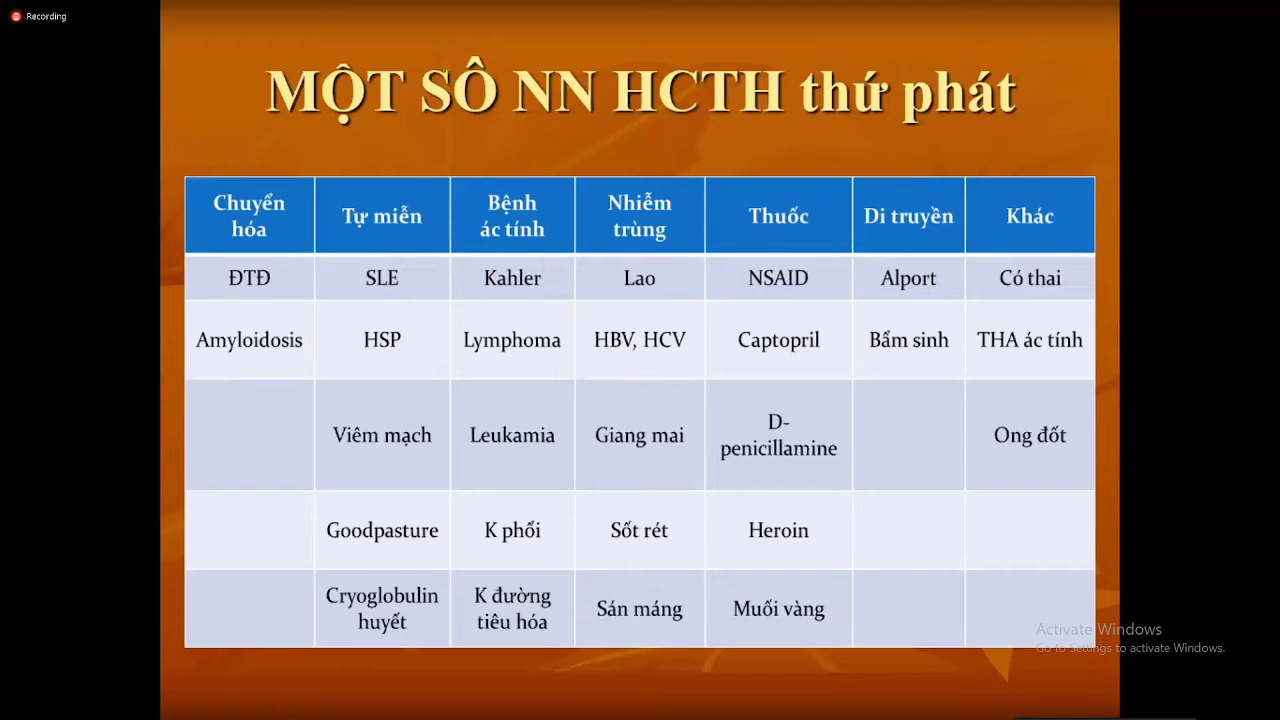 Recording
MỘT SÔ NN HCTH thứ phát
Chuyển
hóa
Tự miễn
Bệnh
ác tính
Nhiễm
trùng
Thuốc
Di truyền
Khác
ĐTĐ
SLE
Kahler
Lao
NSAID
Alport
Có thai
Amyloidosis
HSP
Lymphoma
HBV, HCV
Captopril
Bẩm sinh
THA ác tính
Viêm mạch
Leukamia
Giang mai
D-
penicillamine
Ong đốt
Goodpasture
K phổi
Sốt rét
Heroin
Cryoglobulin
huyết
K đường
tiêu hóa
Sán máng
Muối vàng
Activate Windows
Go to Settings to activate Windows.